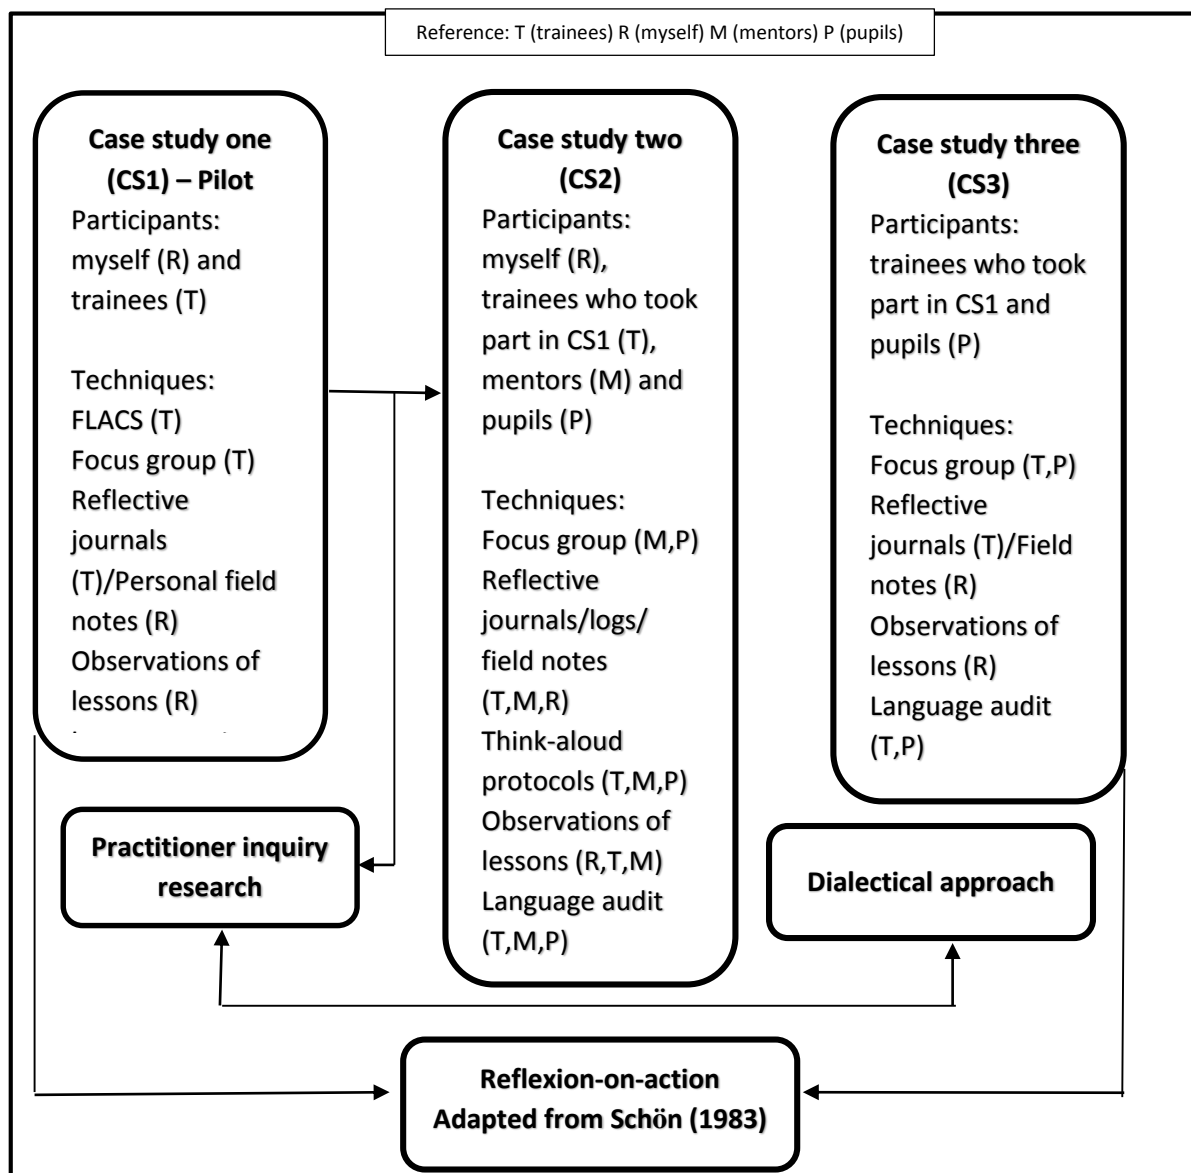 Reference: T (trainees) R (myself) M (mentors) P (pupils)
Case study one
(CS1) – Pilot
Participants:
myself (R) and
trainees (T)
Techniques:
FLACS (T)
Focus group (T)
Reflective
journals
(T)/Personal field
notes (R)
Observations of
lessons (R)
Case study two
(CS2)
Participants:
myself (R),
trainees who took
part in CS1 (T),
mentors (M) and
pupils (P)
Techniques:
Focus group (M,P)
Reflective
journals/logs/
field notes
(T,M,R)
Think-aloud
protocols (T,M,P)
Observations of
lessons (R,T,M)
Language audit
(T,M,P)
Case study three
(CS3)
Participants:
trainees who took
part in CS1 and
pupils (P)
Techniques:
Focus group (T,P)
Reflective
journals (T)/Field
notes (R)
Observations of
lessons (R)
Language audit
(T,P)
Practitioner inquiry
research
Dialectical approach
Reflexion-on-action
Adapted from Schön (1983)